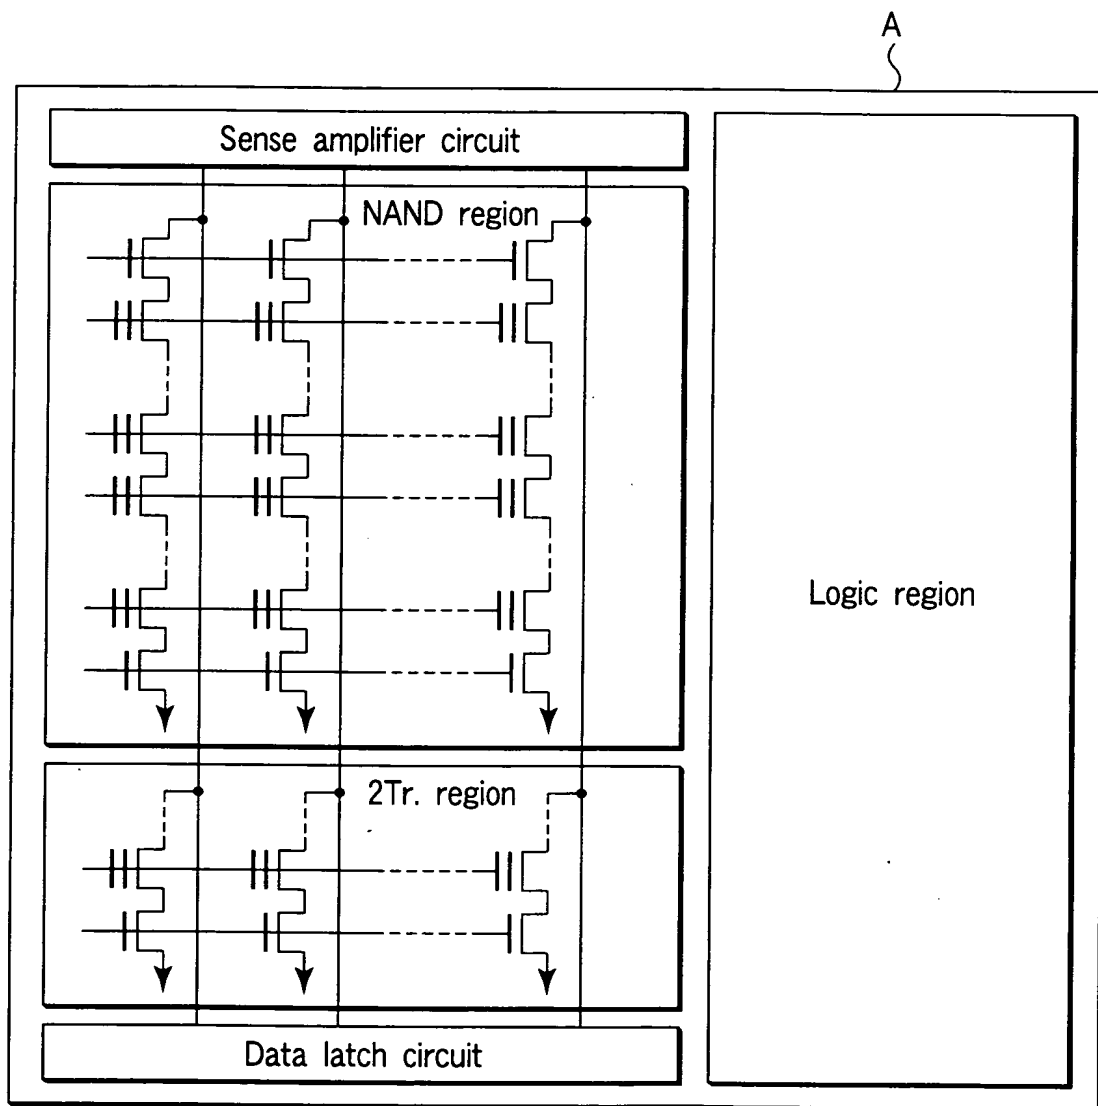 A
Sense amplifier circuit
NAND region
Logic region
2Tr. region
Data latch circuit